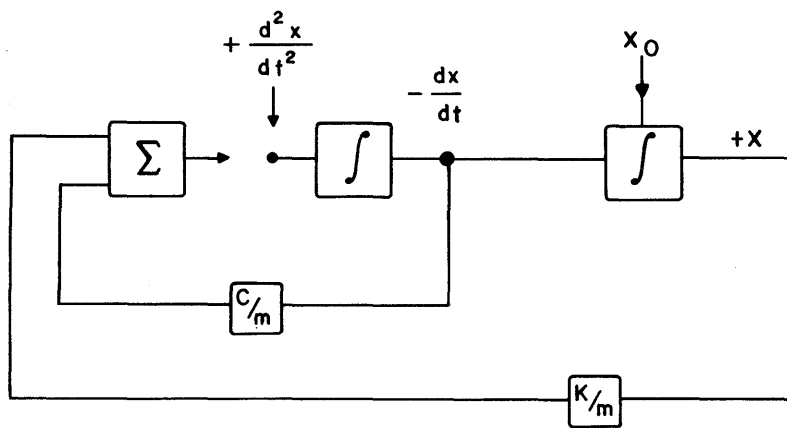 + d²x/dt²
- dx/dt
X₀
Σ
∫
∫
+X
C/m
K/m